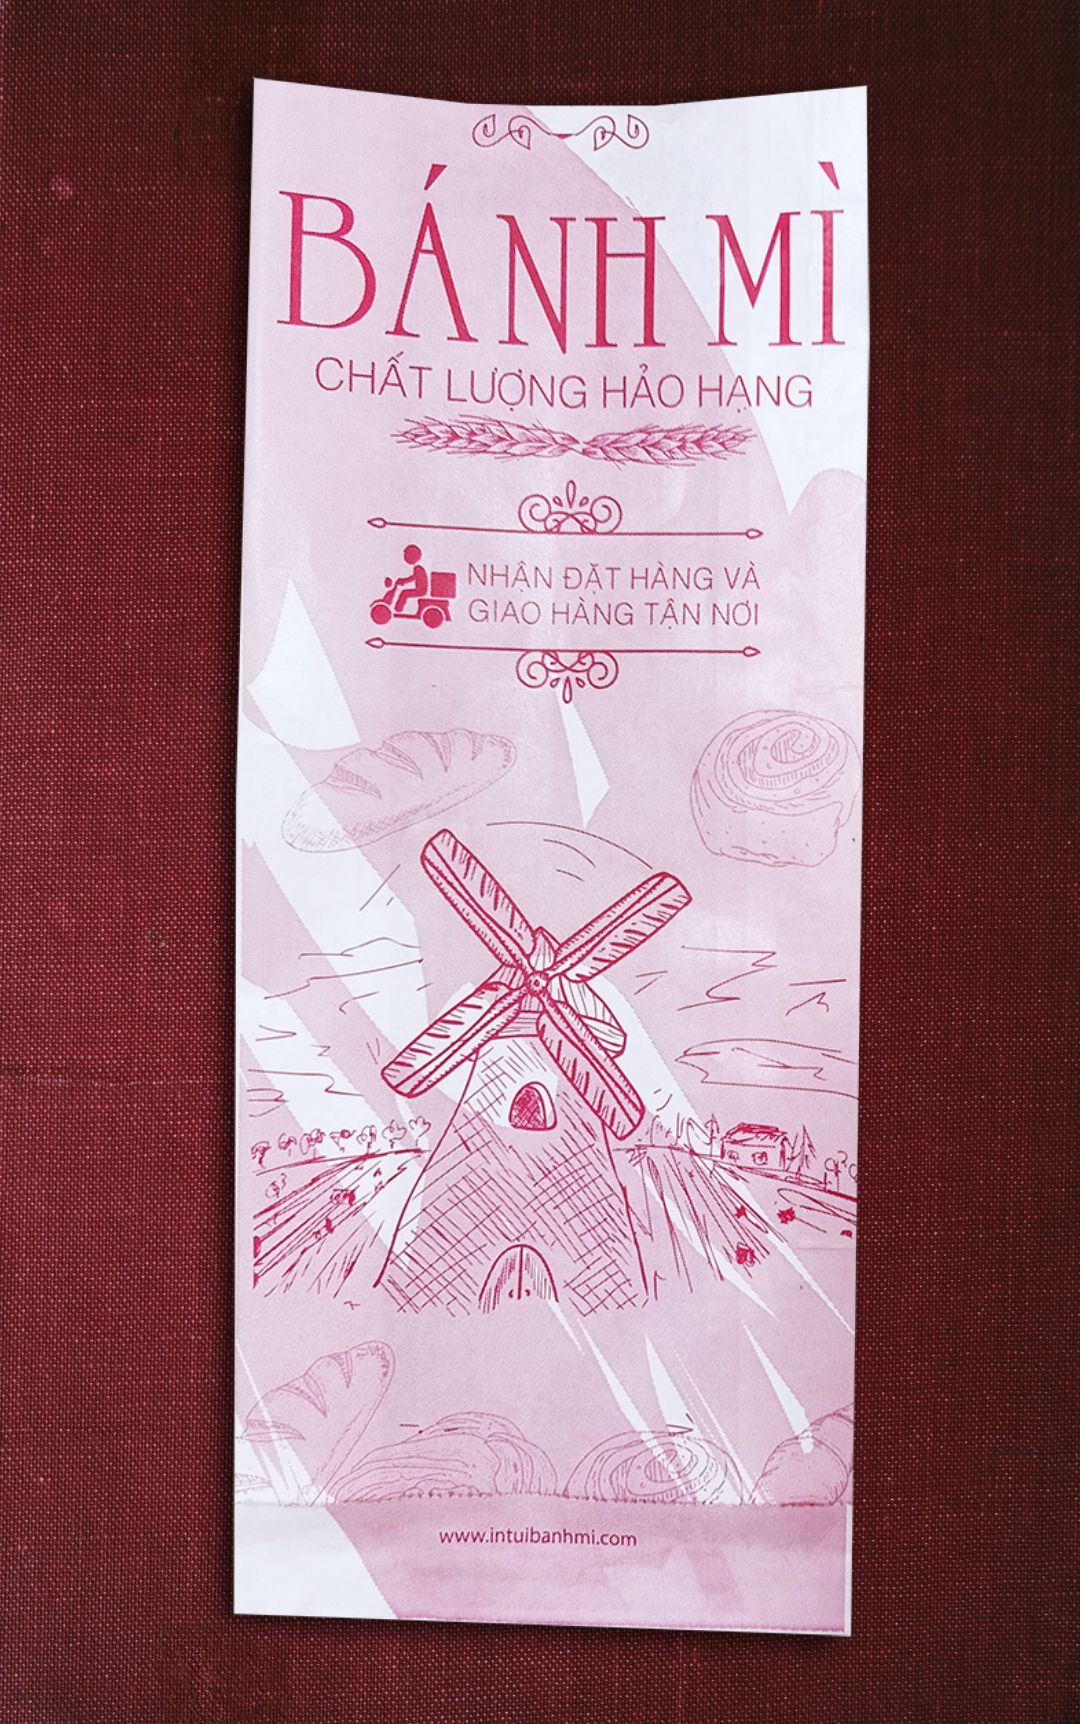 BÁNH MÌ
CHẤT LƯỢNG HẢO HẠNG
NHẬN ĐẶT HÀNG VÀ
GIAO HÀNG TẬN NƠI
www.intuibanhmi.com